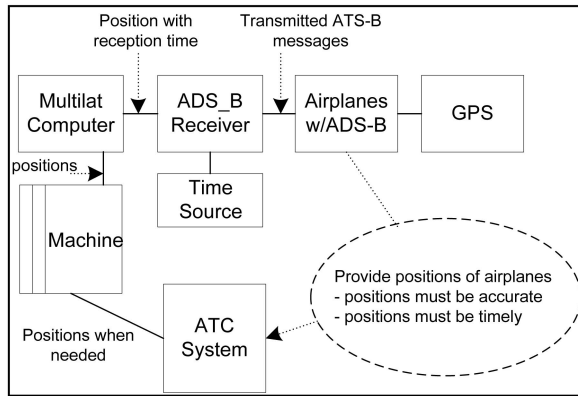 Position with
reception time
Transmitted ATS-B
messages
Multilat
Computer
ADS_B
Receiver
Airplanes
w/ADS-B
GPS
positions
Time
Source
Machine
Provide positions of airplanes
- positions must be accurate
- positions must be timely
Positions when
needed
ATC
System